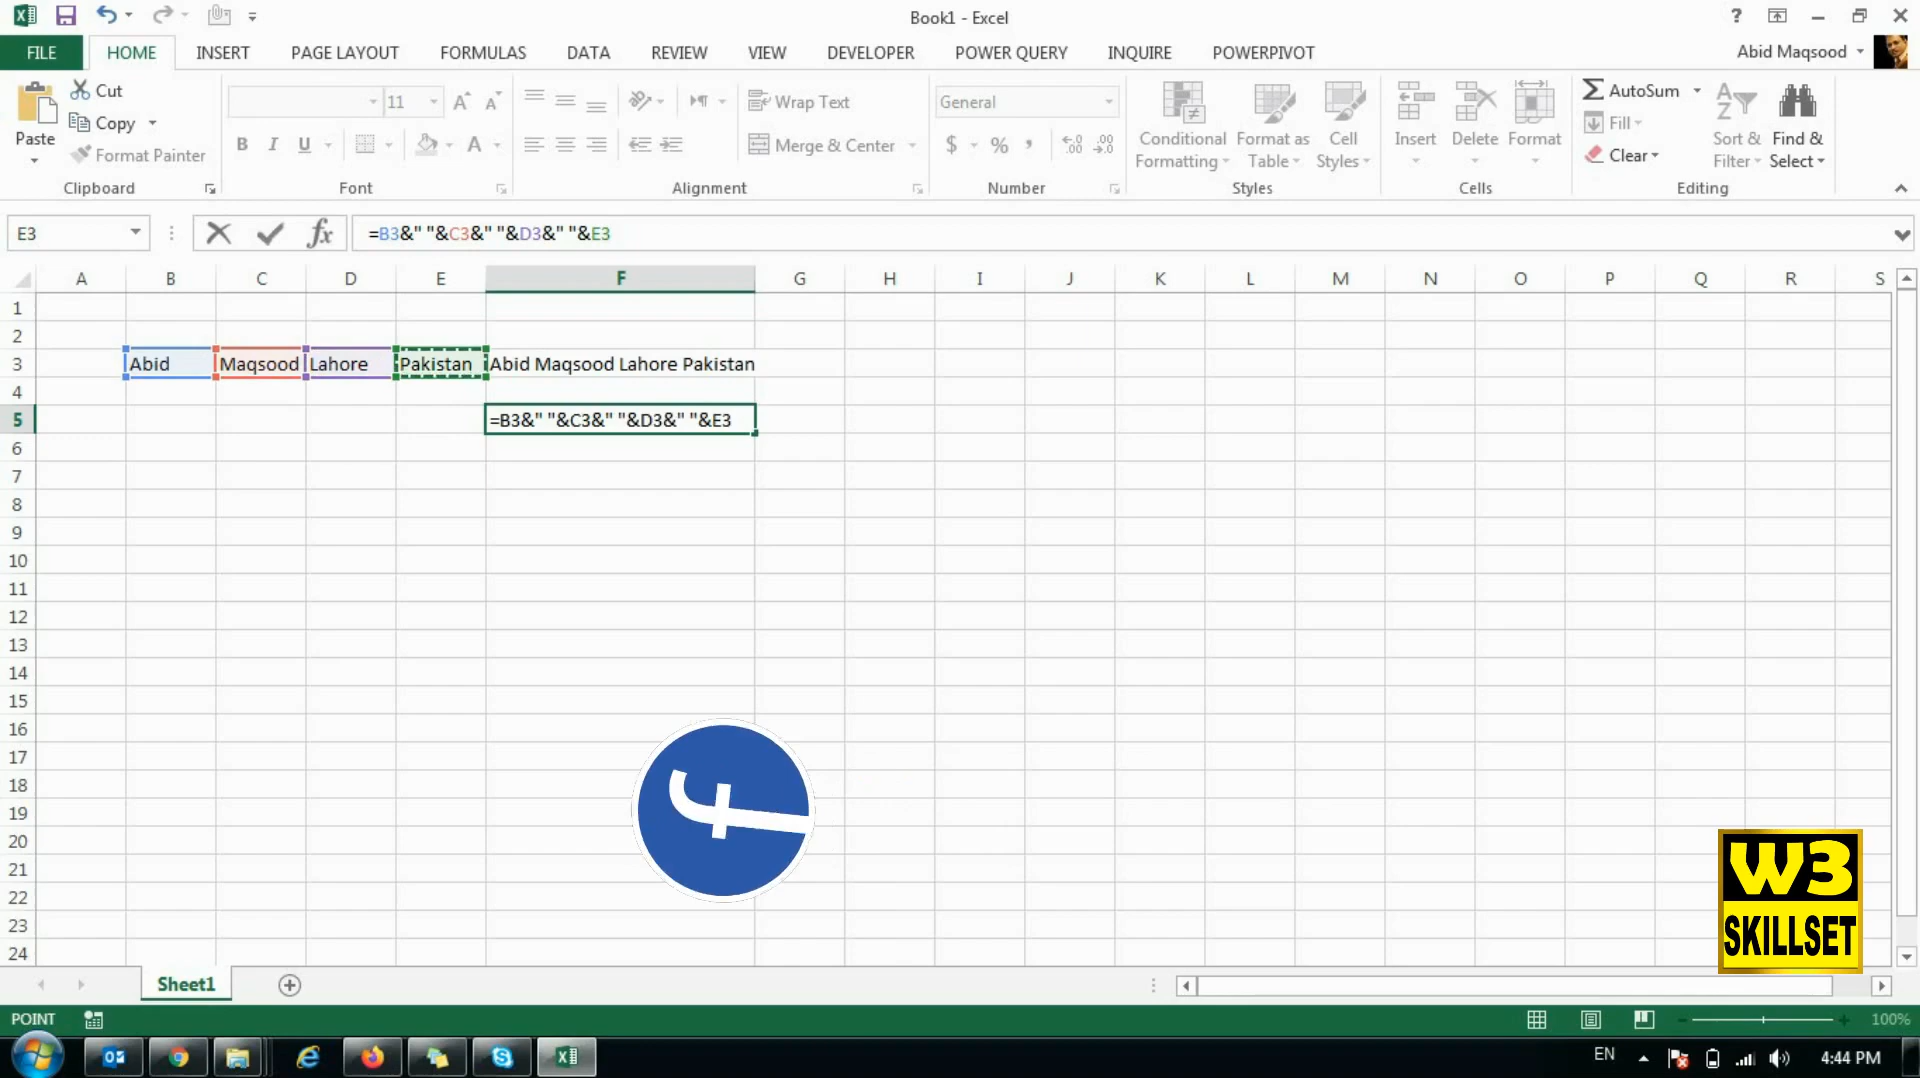 Book1 - Excel
?
FILE HOME INSERT PAGE LAYOUT FORMULAS DATA REVIEW VIEW DEVELOPER POWER QUERY INQUIRE POWERPIVOT Abid Maqsood
Paste
Cut
Copy
Format Painter
Clipboard
11
B I U A
Font
Wrap Text
Merge & Center
Alignment
General
$ % ,
Number
Conditional Formatting
Format as Table
Cell Styles
Styles
Insert Delete Format
Cells
AutoSum
Fill
Clear
Sort & Filter
Find & Select
Editing
E3 fx =B3&" "&C3&" "&D3&" "&E3
A B C D E F G H I J K L M N O P Q R S
1
2
3 Abid Maqsood Lahore Pakistan Abid Maqsood Lahore Pakistan
4
5 =B3&" "&C3&" "&D3&" "&E3
6
7
8
9
10
11
12
13
14
15
16
17
18
19
20
21
22
23
24
W3
SKILLSET
Sheet1
POINT 100%
EN 4:44 PM